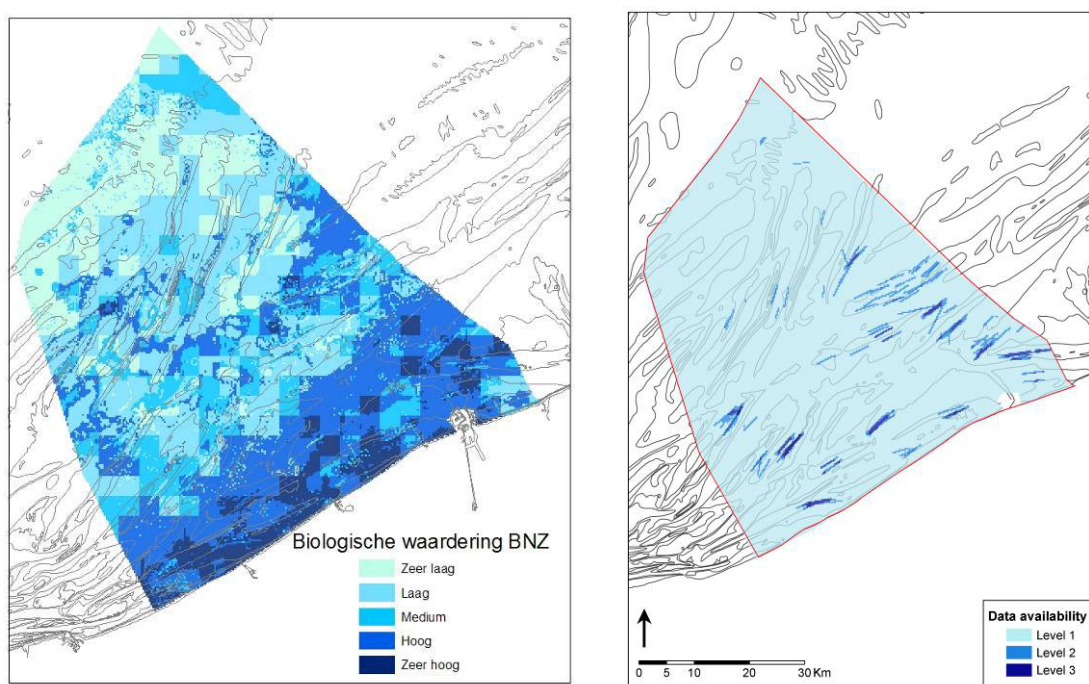 Biologische waardering BNZ
Zeer laag
Laag
Medium
Hoog
Zeer hoog
Data availability
Level 1
Level 2
Level 3
0 5 10 20 30 Km